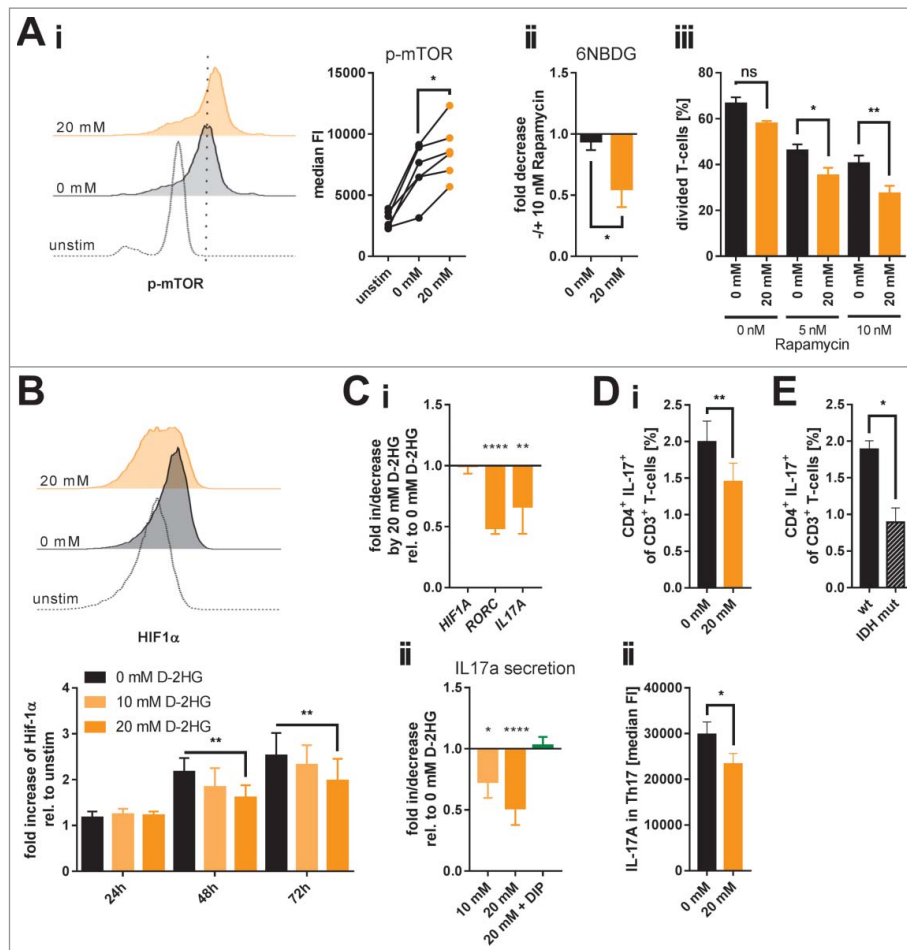 A
i
20 mM
0 mM
unstim
p-mTOR
p-mTOR
median FI
15000
10000
5000
0
*
unstim
0 mM
20 mM
ii
6NBDG
fold decrease
-/+ 10 nM Rapamycin
1.5
1.0
0.5
0.0
*
0 mM
20 mM
iii
divided T-cells [%]
80
60
40
20
0
ns
*
**
0 mM
20 mM
0 mM
20 mM
0 mM
20 mM
0 nM
5 nM
10 nM
Rapamycin
B
20 mM
0 mM
unstim
HIF1α
0 mM D-2HG
10 mM D-2HG
20 mM D-2HG
fold increase of Hif-1α
rel. to unstim
4
3
2
1
0
**
**
24h
48h
72h
C
i
fold in/decrease
by 20 mM D-2HG
rel. to 0 mM D-2HG
1.5
1.0
0.5
0.0
****
**
HIF1A
RORC
IL17A
ii
IL17a secretion
fold in/decrease
rel. to 0 mM D-2HG
1.5
1.0
0.5
0.0
*
****
10 mM
20 mM
20 mM + DIP
D
i
CD4⁺ IL-17⁺
of CD3⁺ T-cells [%]
2.5
2.0
1.5
1.0
0.5
0.0
**
0 mM
20 mM
ii
IL-17A in Th17 [median FI]
40000
30000
20000
10000
0
*
0 mM
20 mM
E
CD4⁺ IL-17⁺
of CD3⁺ T-cells [%]
2.5
2.0
1.5
1.0
0.5
0.0
*
wt
IDH mut